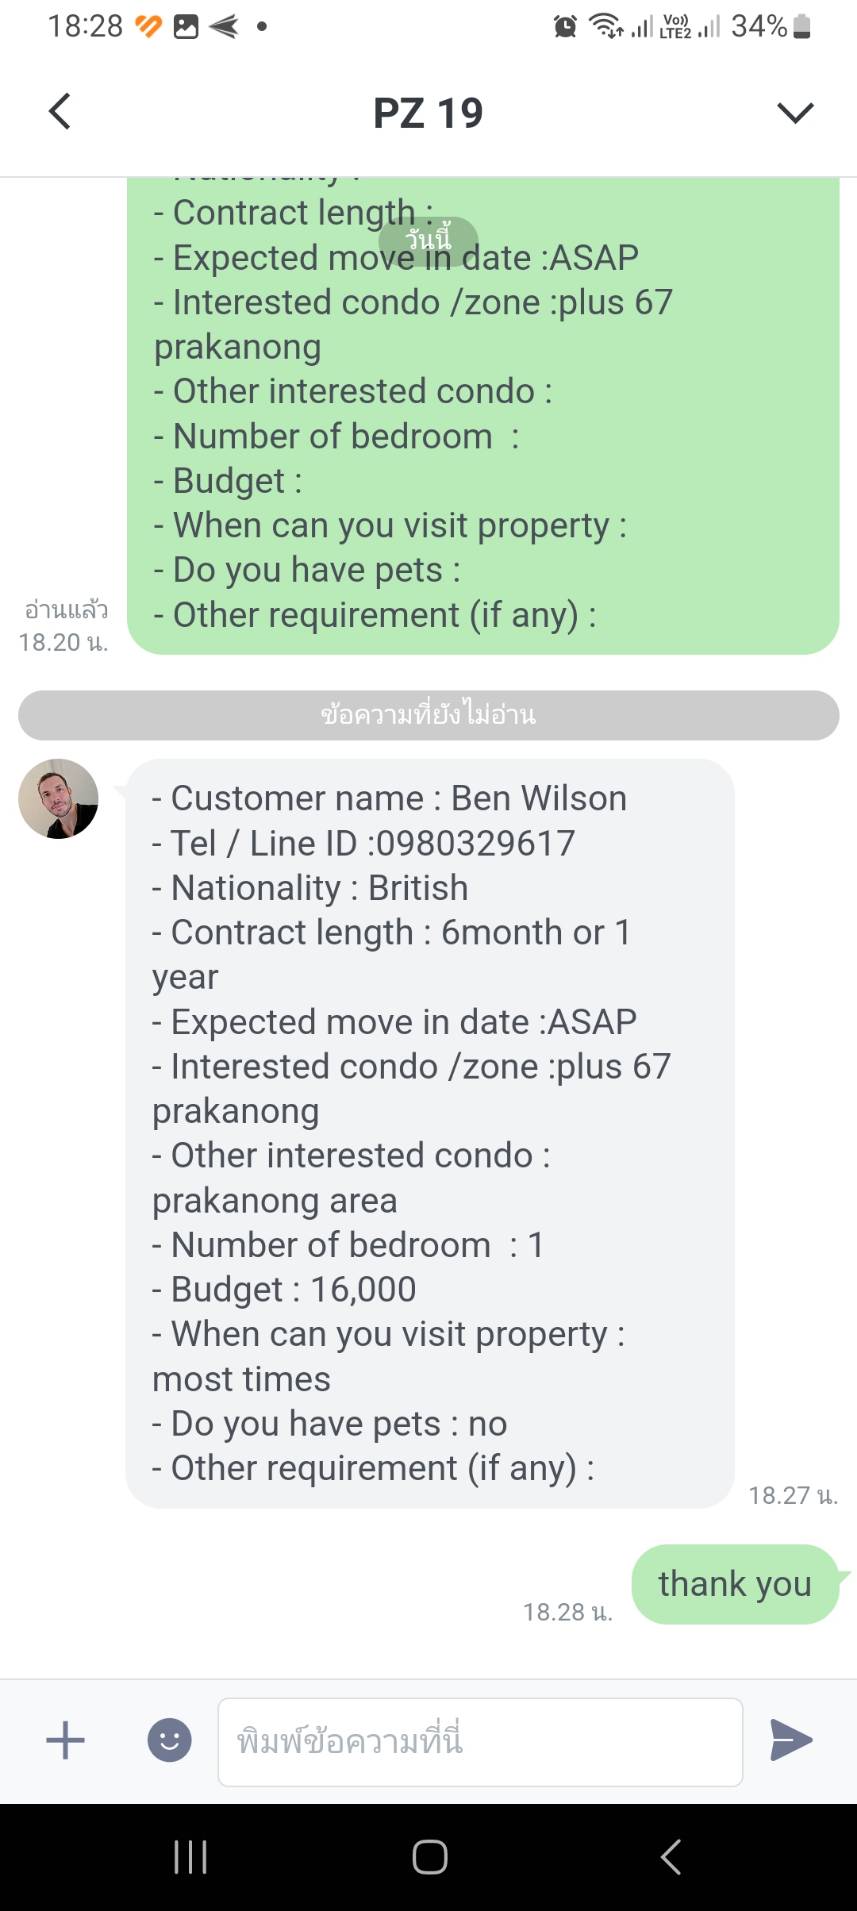 18:28
Vo))
LTE2
34%
PZ 19
- Contract length :
วันนี้
- Expected move in date :ASAP
- Interested condo /zone :plus 67
prakanong
- Other interested condo :
- Number of bedroom  :
- Budget :
- When can you visit property :
- Do you have pets :
- Other requirement (if any) :
อ่านแล้ว
18.20 น.
ข้อความที่ยังไม่อ่าน
- Customer name : Ben Wilson
- Tel / Line ID :0980329617
- Nationality : British
- Contract length : 6month or 1
year
- Expected move in date :ASAP
- Interested condo /zone :plus 67
prakanong
- Other interested condo :
prakanong area
- Number of bedroom  : 1
- Budget : 16,000
- When can you visit property :
most times
- Do you have pets : no
- Other requirement (if any) :
18.27 น.
thank you
18.28 น.
พิมพ์ข้อความที่นี่